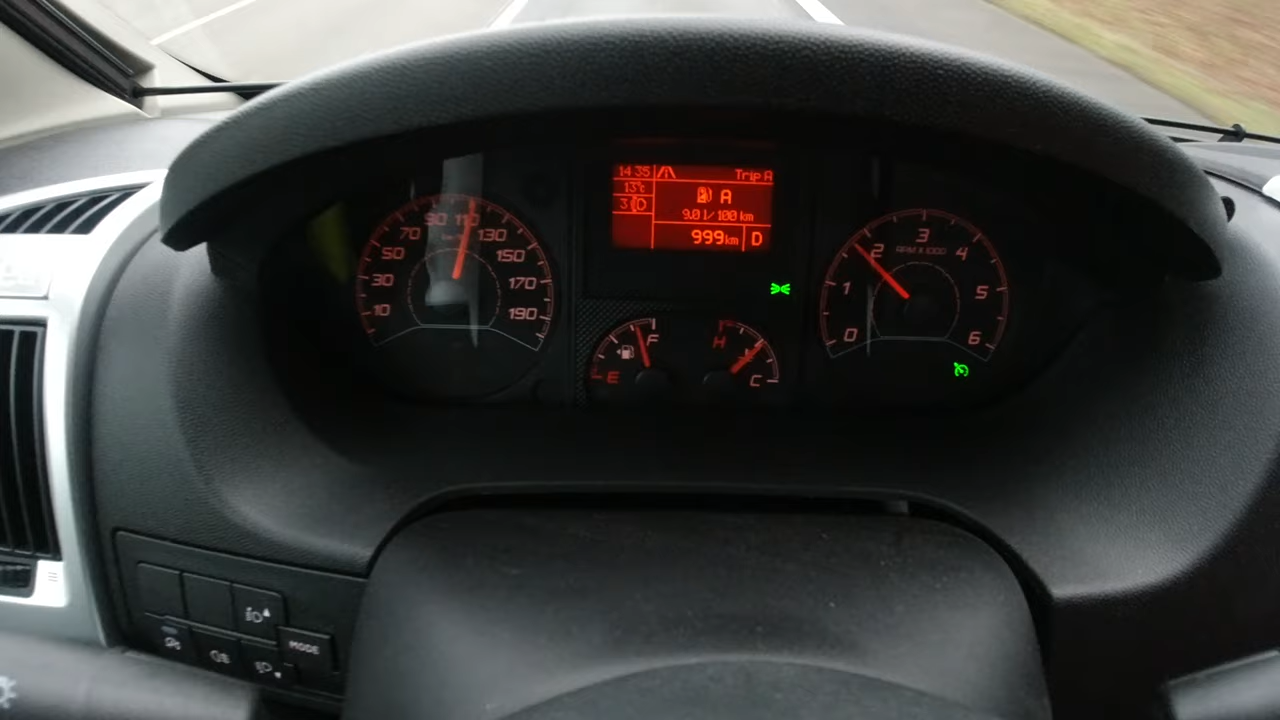 14:35 Trip A
13°c
A
3
9.0 l/100 km
999km D
10 30 50 70 90 110 130 150 170 190
km/h
0 1 2 3 4 5 6
RPM X 1000
E F
H C
MODE